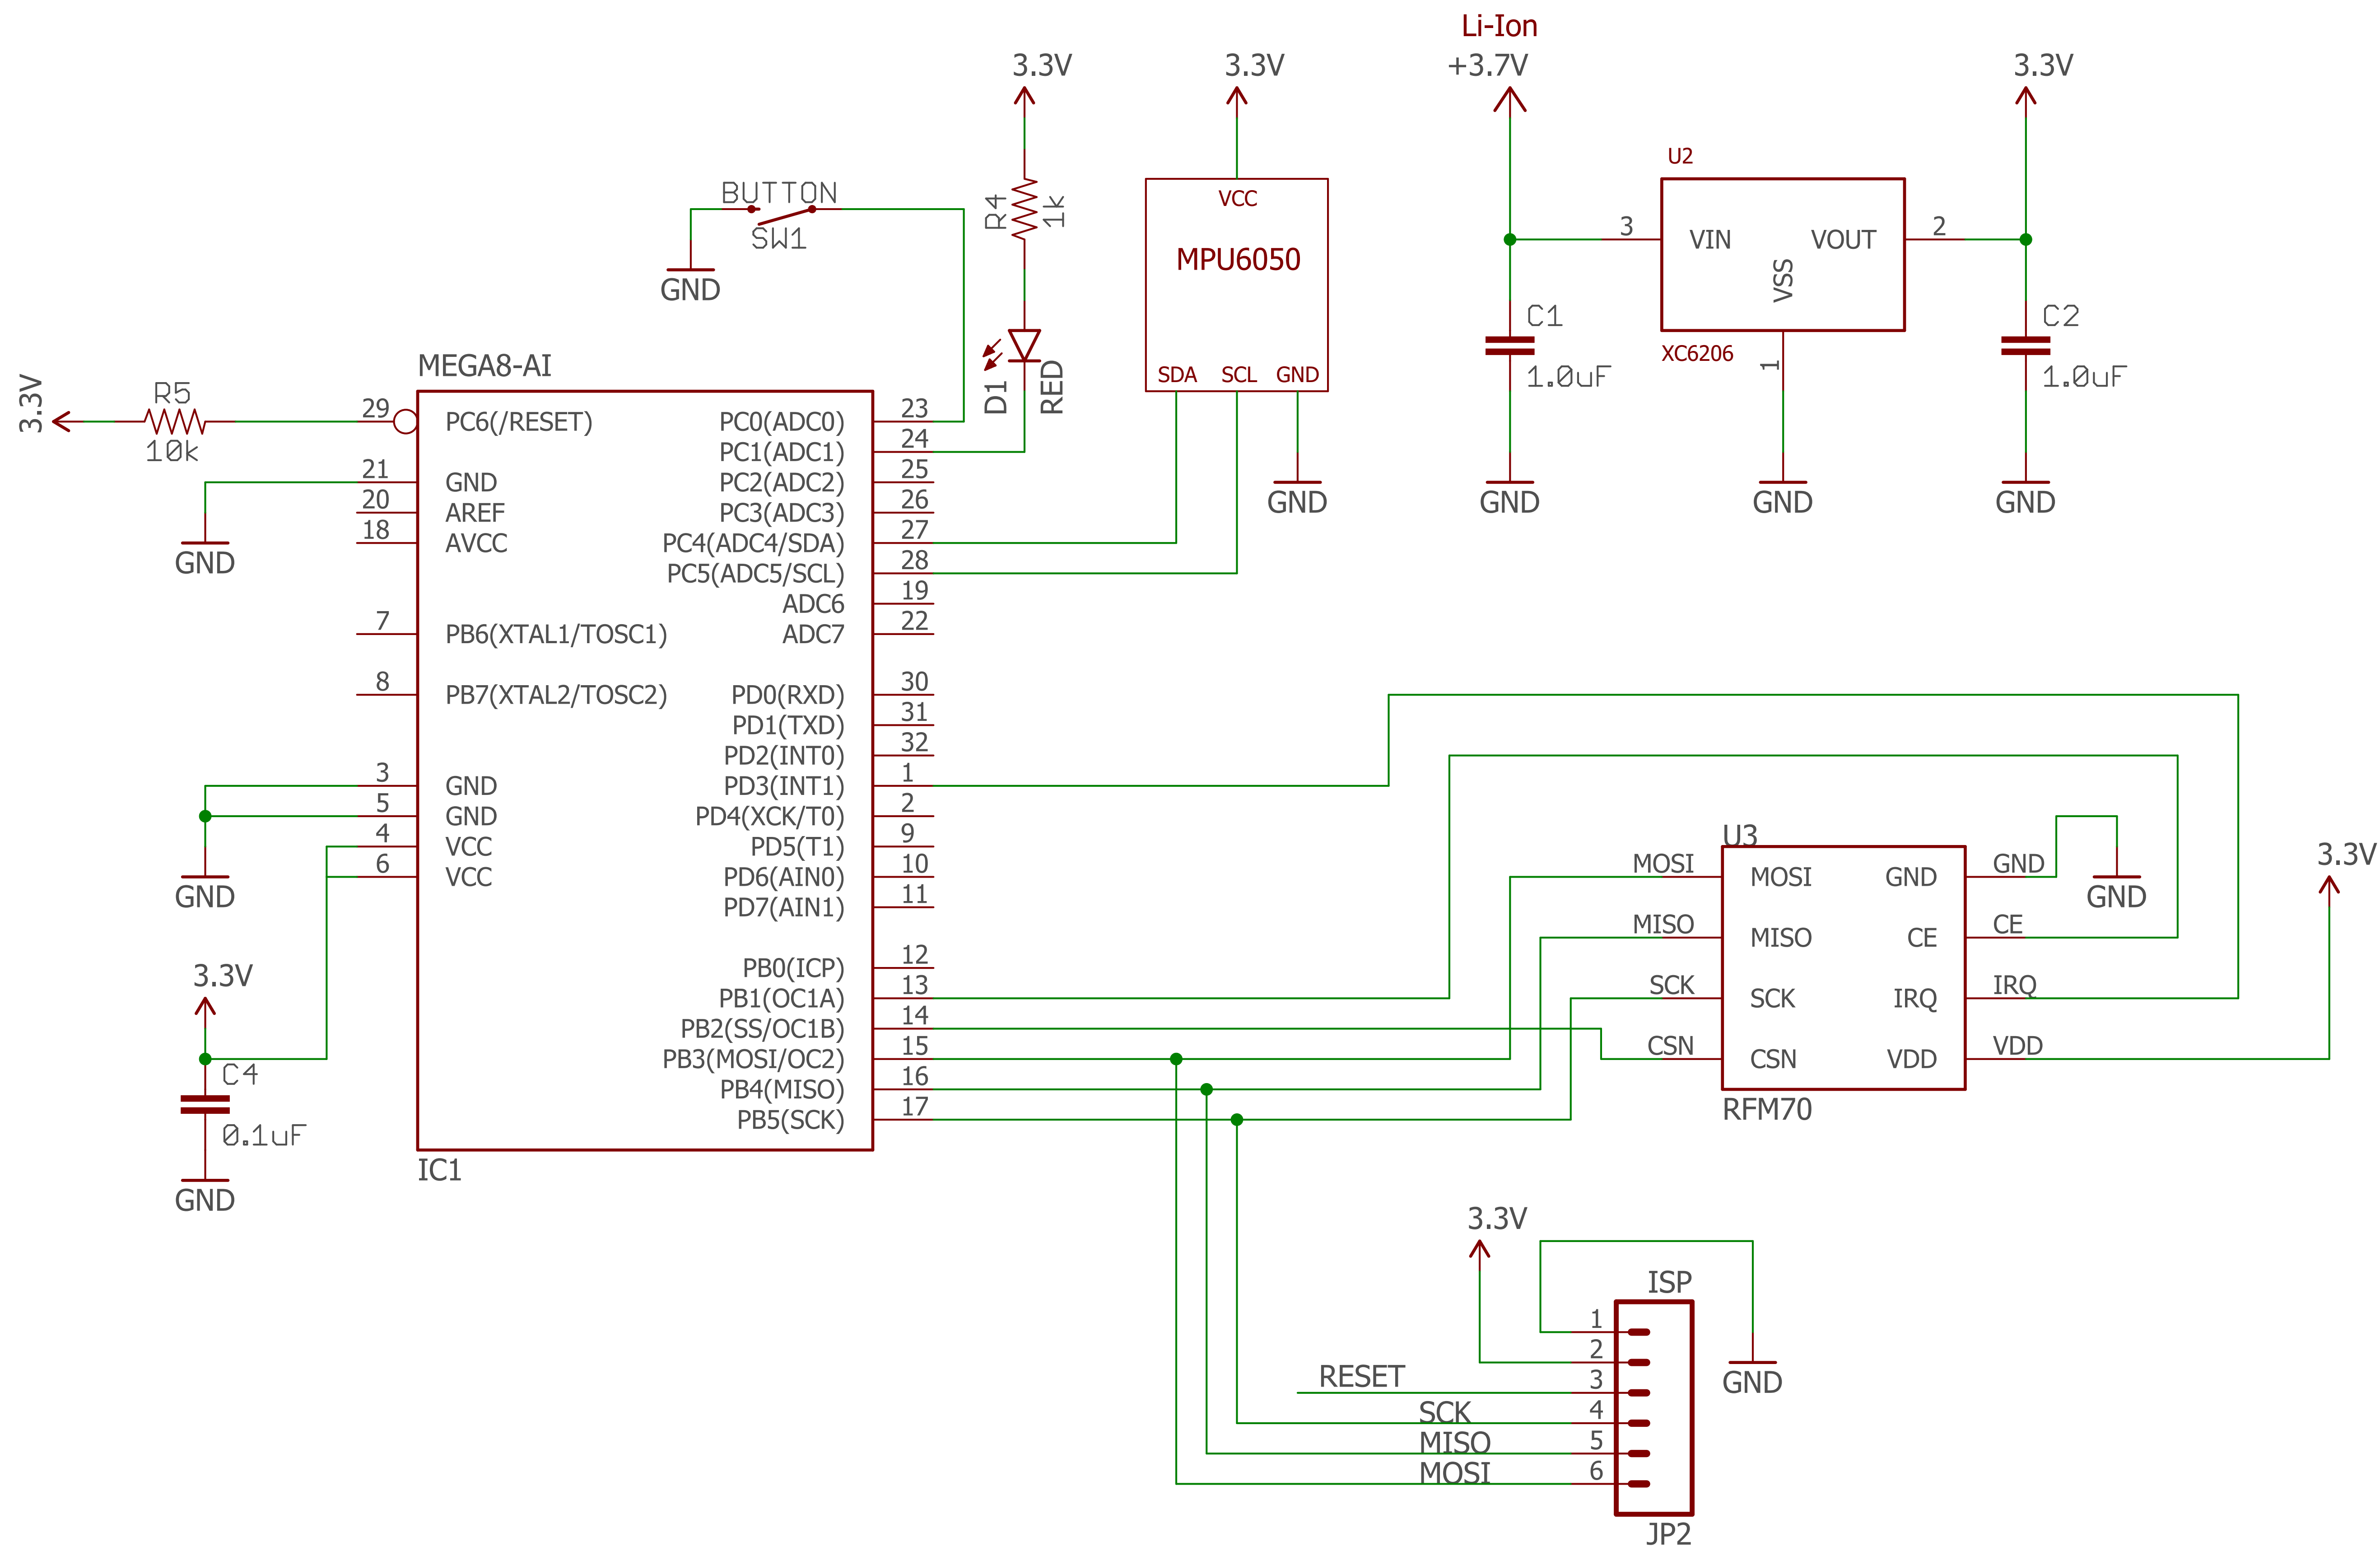 Li-Ion
3.3V
3.3V
+3.7V
3.3V
U2
BUTTON
SW1
GND
R4
1k
VCC
MPU6050
SDA SCL GND
GND
3 VIN VOUT 2
VSS
1
XC6206
C1
1.0uF
GND
GND
C2
1.0uF
GND
D1
RED
3.3V
R5
10k
MEGA8-AI
29 PC6(/RESET)
21 GND
20 AREF
18 AVCC
GND
7 PB6(XTAL1/TOSC1)
8 PB7(XTAL2/TOSC2)
3 GND
5 GND
4 VCC
6 VCC
GND
3.3V
C4
0.1uF
GND
PC0(ADC0) 23
PC1(ADC1) 24
PC2(ADC2) 25
PC3(ADC3) 26
PC4(ADC4/SDA) 27
PC5(ADC5/SCL) 28
ADC6 19
ADC7 22
PD0(RXD) 30
PD1(TXD) 31
PD2(INT0) 32
PD3(INT1) 1
PD4(XCK/T0) 2
PD5(T1) 9
PD6(AIN0) 10
PD7(AIN1) 11
PB0(ICP) 12
PB1(OC1A) 13
PB2(SS/OC1B) 14
PB3(MOSI/OC2) 15
PB4(MISO) 16
PB5(SCK) 17
IC1
U3
MOSI MOSI GND GND
MISO MISO CE CE
SCK SCK IRQ IRQ
CSN CSN VDD VDD
RFM70
GND
3.3V
3.3V
ISP
1
2
RESET 3
SCK 4
MISO 5
MOSI 6
GND
JP2